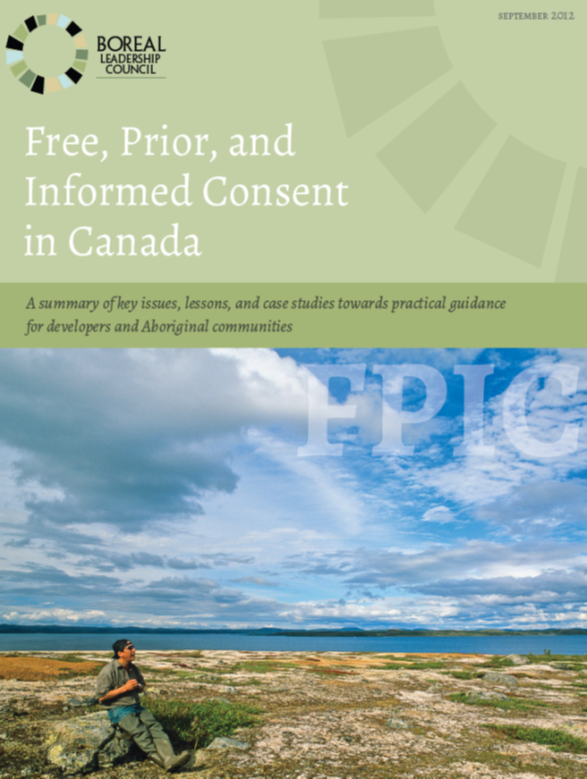 SEPTEMBER 2012
BOREAL
LEADERSHIP
COUNCIL
Free, Prior, and
Informed Consent
in Canada
A summary of key issues, lessons, and case studies towards practical guidance
for developers and Aboriginal communities
FPIC